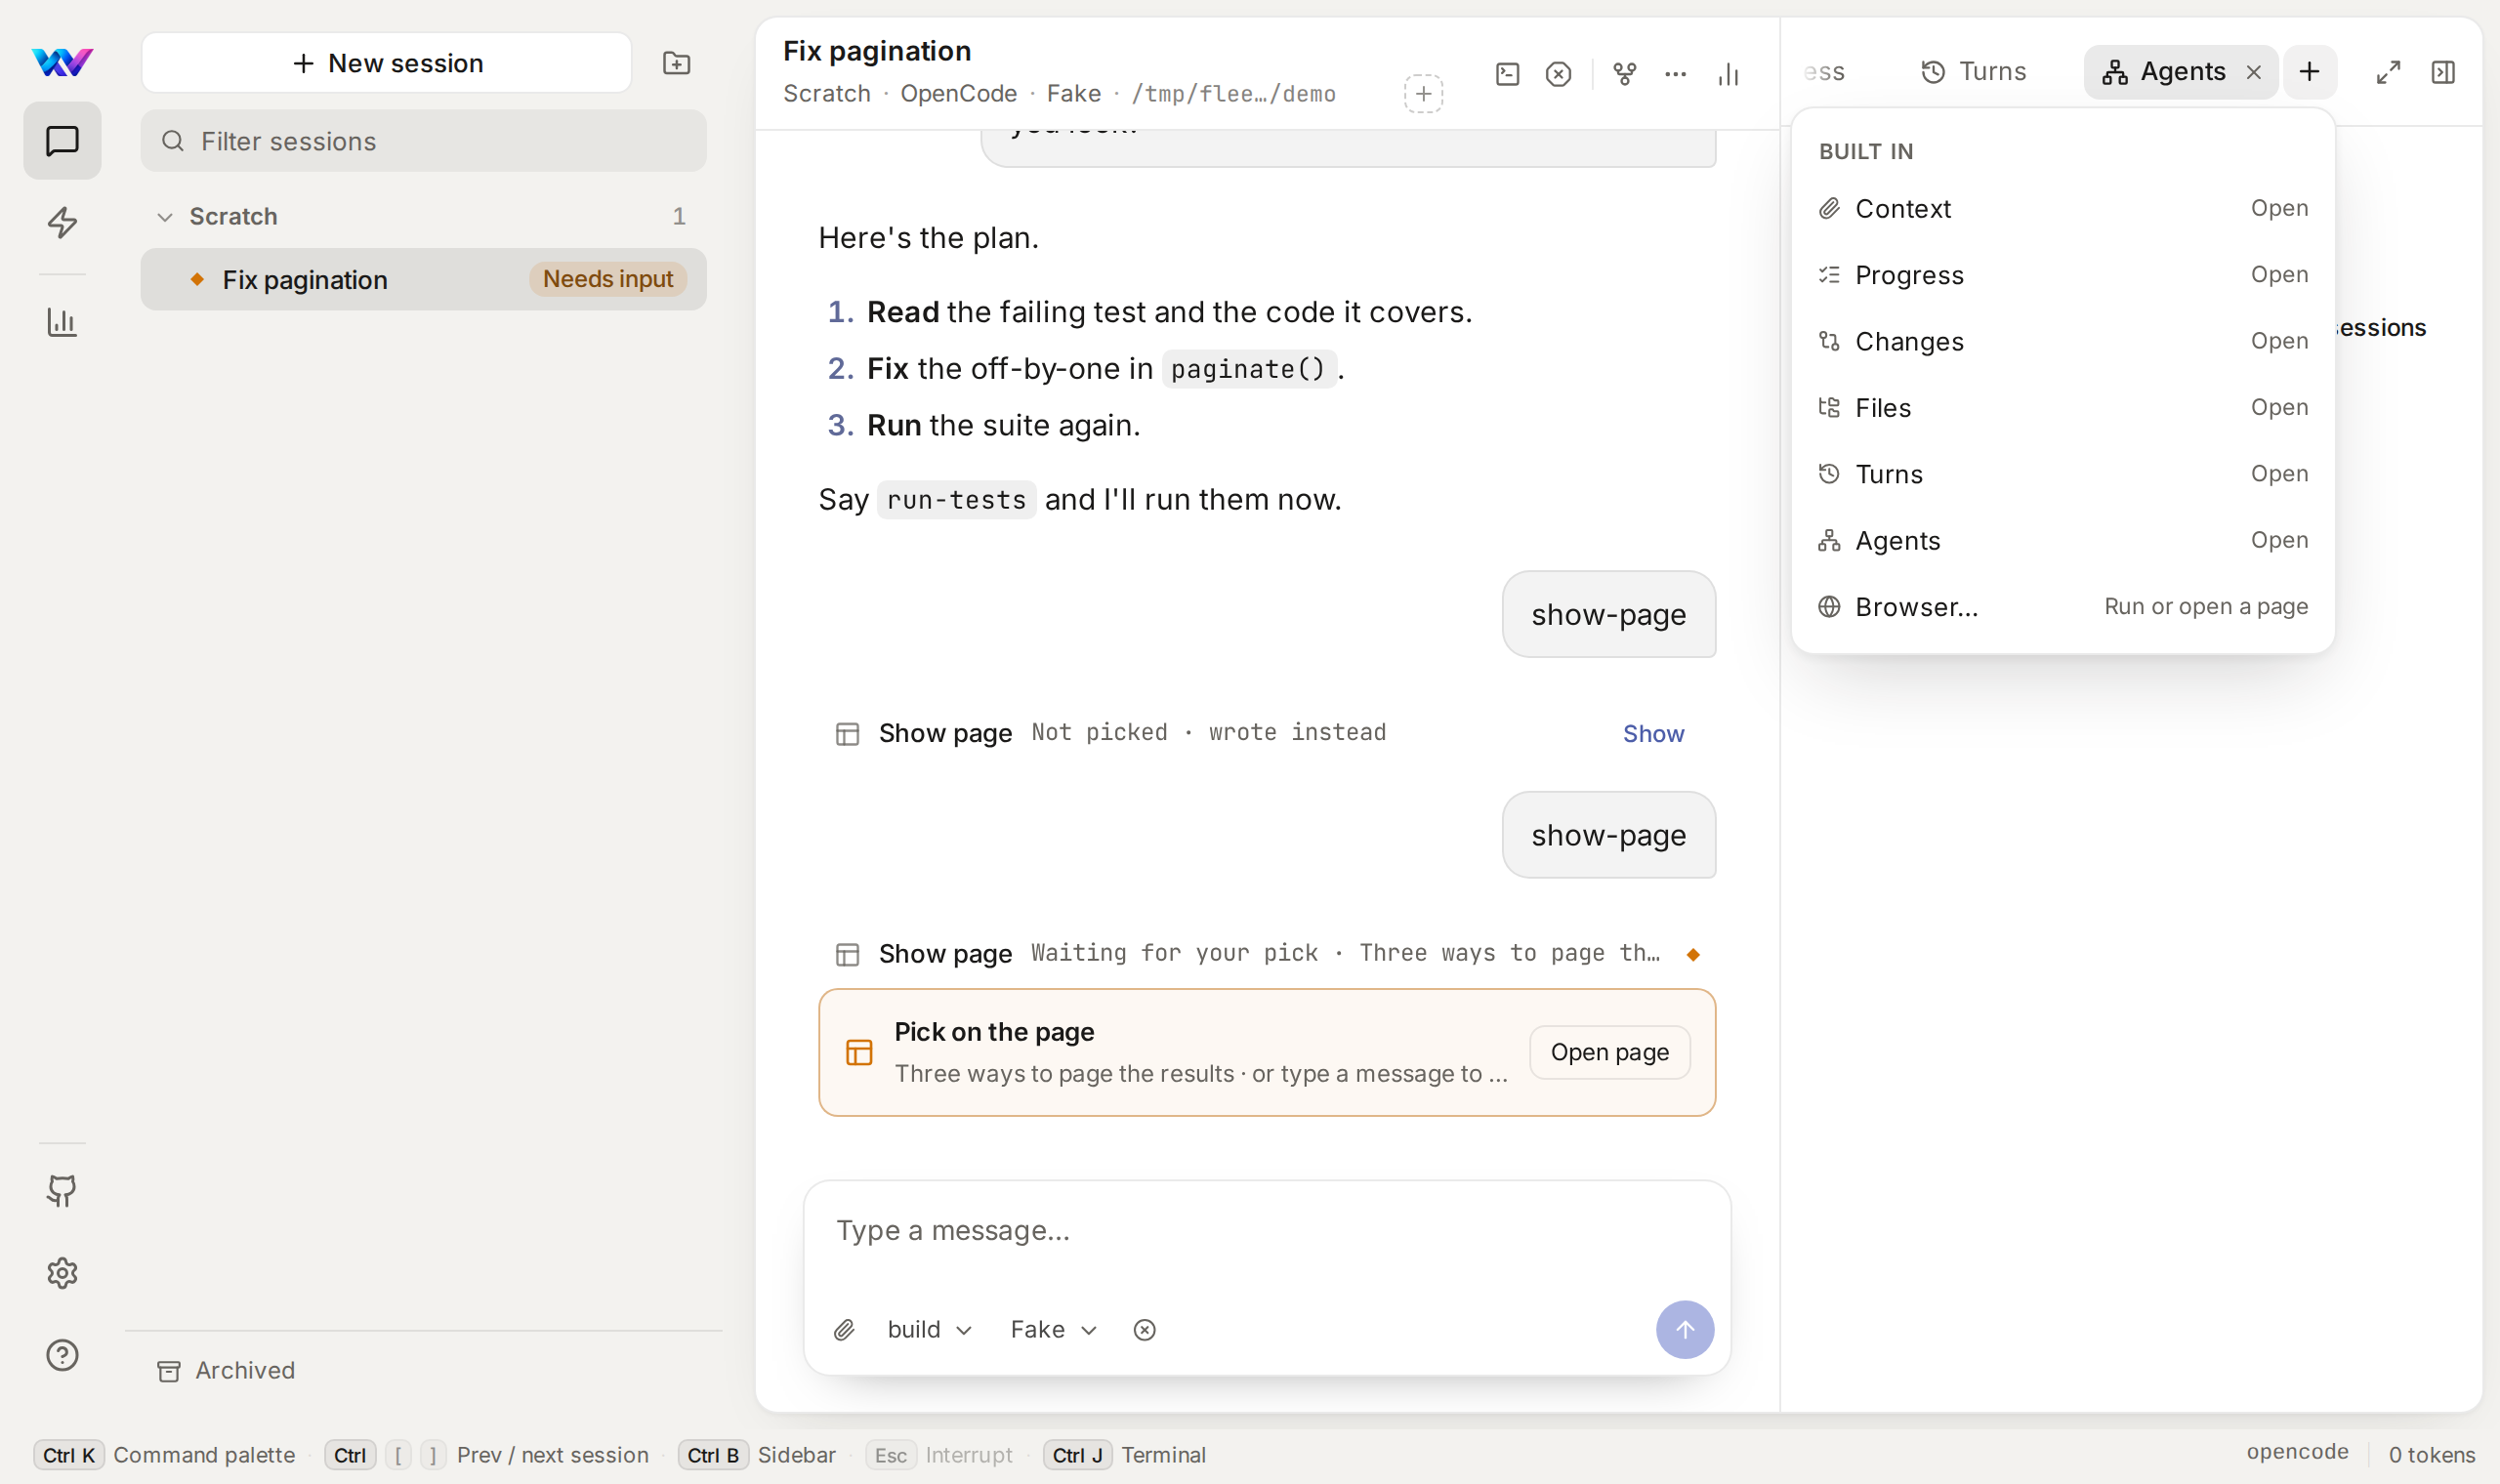 New session
Filter sessions
Scratch 1
Fix pagination Needs input
Archived
Fix pagination
Scratch · OpenCode · Fake · /tmp/flee…/demo
Here's the plan.
1. Read the failing test and the code it covers.
2. Fix the off-by-one in paginate().
3. Run the suite again.
Say run-tests and I'll run them now.
show-page
Show page Not picked · wrote instead Show
show-page
Show page Waiting for your pick · Three ways to page th…
Pick on the page
Three ways to page the results · or type a message to …
Open page
Type a message...
build Fake
ess Turns Agents
BUILT IN
Context Open
Progress Open
Changes Open
Files Open
Turns Open
Agents Open
Browser... Run or open a page
essions
Ctrl K Command palette · Ctrl [ ] Prev / next session · Ctrl B Sidebar · Esc Interrupt · Ctrl J Terminal
opencode 0 tokens